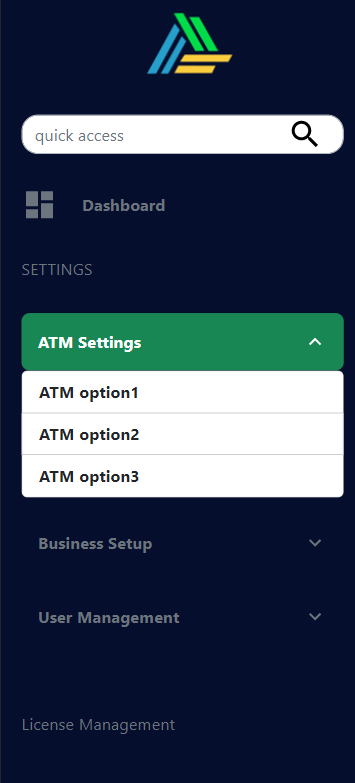 quick access
Dashboard
SETTINGS
ATM Settings
ATM option1
ATM option2
ATM option3
Business Setup
User Management
License Management